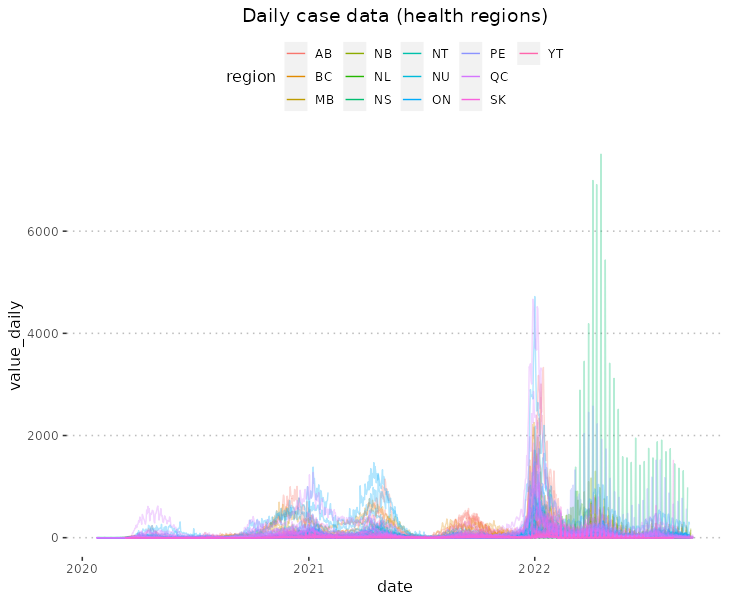 Daily case data (health regions)
region
AB NB NT PE YT
BC NL NU QC
MB NS ON SK
value_daily
6000
4000
2000
0
2020 2021 2022
date